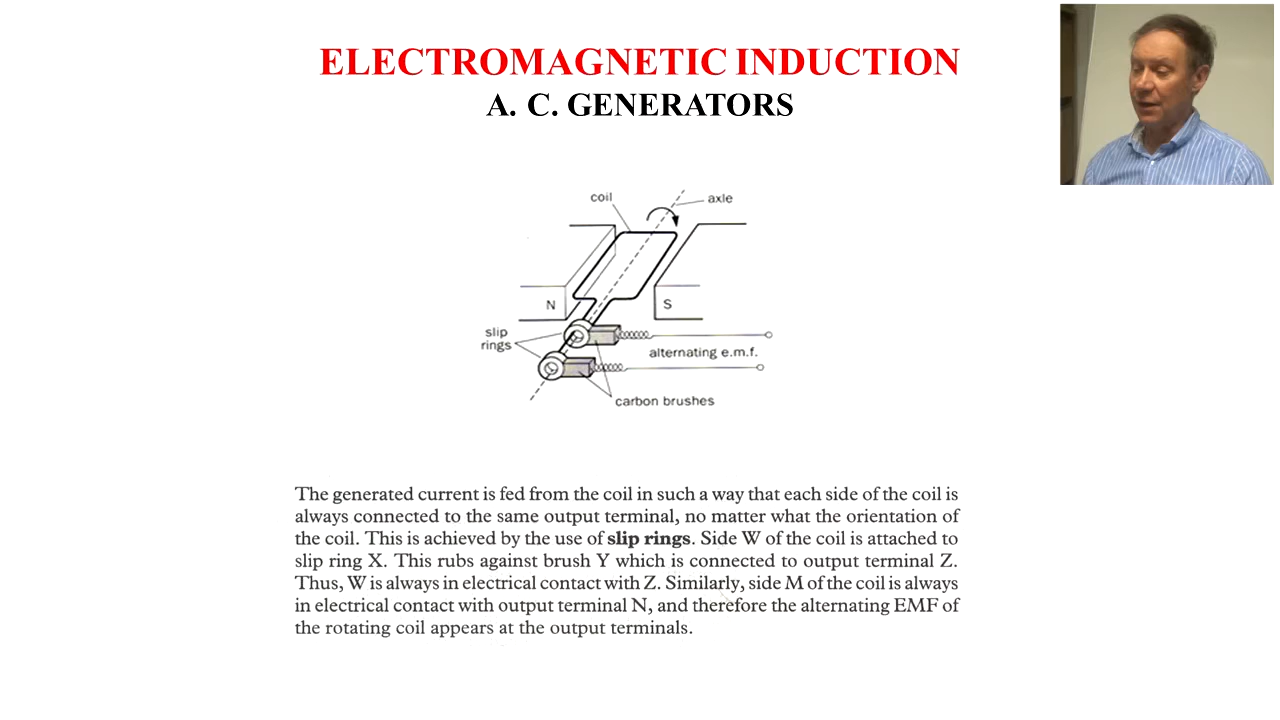 ELECTROMAGNETIC INDUCTION
A. C. GENERATORS
coil
axle
N
S
slip
rings
alternating e.m.f.
carbon brushes
The generated current is fed from the coil in such a way that each side of the coil is
always connected to the same output terminal, no matter what the orientation of
the coil. This is achieved by the use of slip rings. Side W of the coil is attached to
slip ring X. This rubs against brush Y which is connected to output terminal Z.
Thus, W is always in electrical contact with Z. Similarly, side M of the coil is always
in electrical contact with output terminal N, and therefore the alternating EMF of
the rotating coil appears at the output terminals.